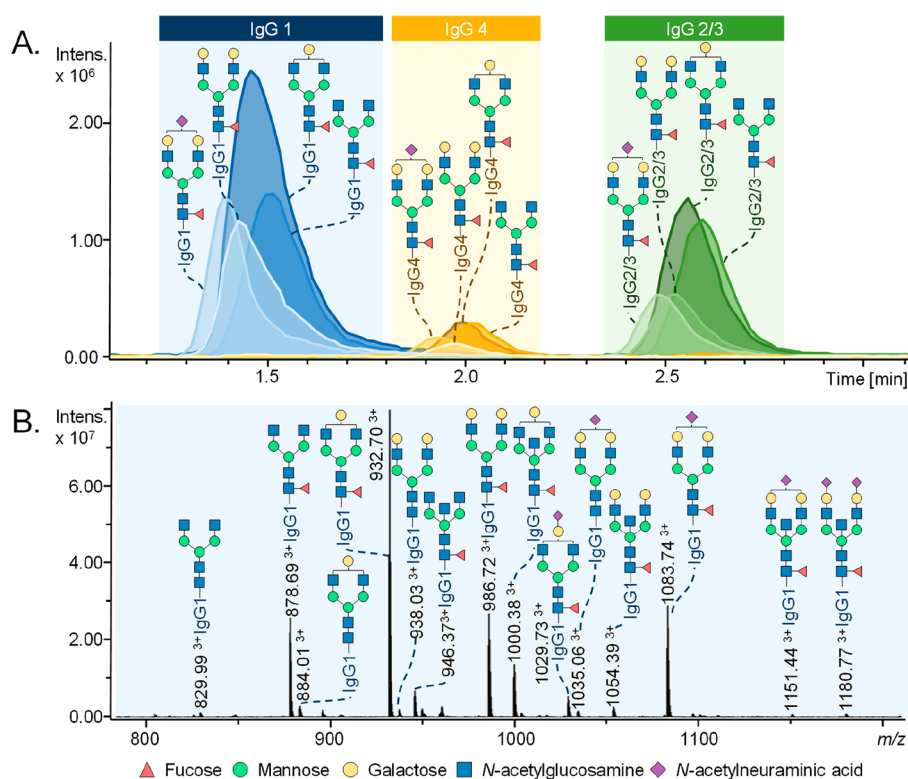 A.
IgG 1
IgG 4
IgG 2/3
Intens.
x 10⁶
2.00
1.00
0.00
IgG1
IgG1
IgG1
IgG1
IgG4
IgG4
IgG4
IgG4
IgG2/3
IgG2/3
IgG2/3
IgG2/3
1.5
2.0
2.5
Time [min]
B.
Intens.
x 10⁷
6.00
4.00
2.00
0.00
829.99 ³⁺
IgG1
878.69 ³⁺
IgG1
884.01 ³⁺
IgG1
IgG1
932.70 ³⁺
938.03 ³⁺
IgG1
946.37 ³⁺
IgG1
986.72 ³⁺
IgG1
1000.38 ³⁺
IgG1
1029.73 ³⁺
IgG1
1035.06 ³⁺
IgG1
1054.39 ³⁺
IgG1
1083.74 ³⁺
IgG1
1151.44 ³⁺
IgG1
1180.77 ³⁺
IgG1
800
900
1000
1100
m/z
Fucose Mannose Galactose N-acetylglucosamine N-acetylneuraminic acid